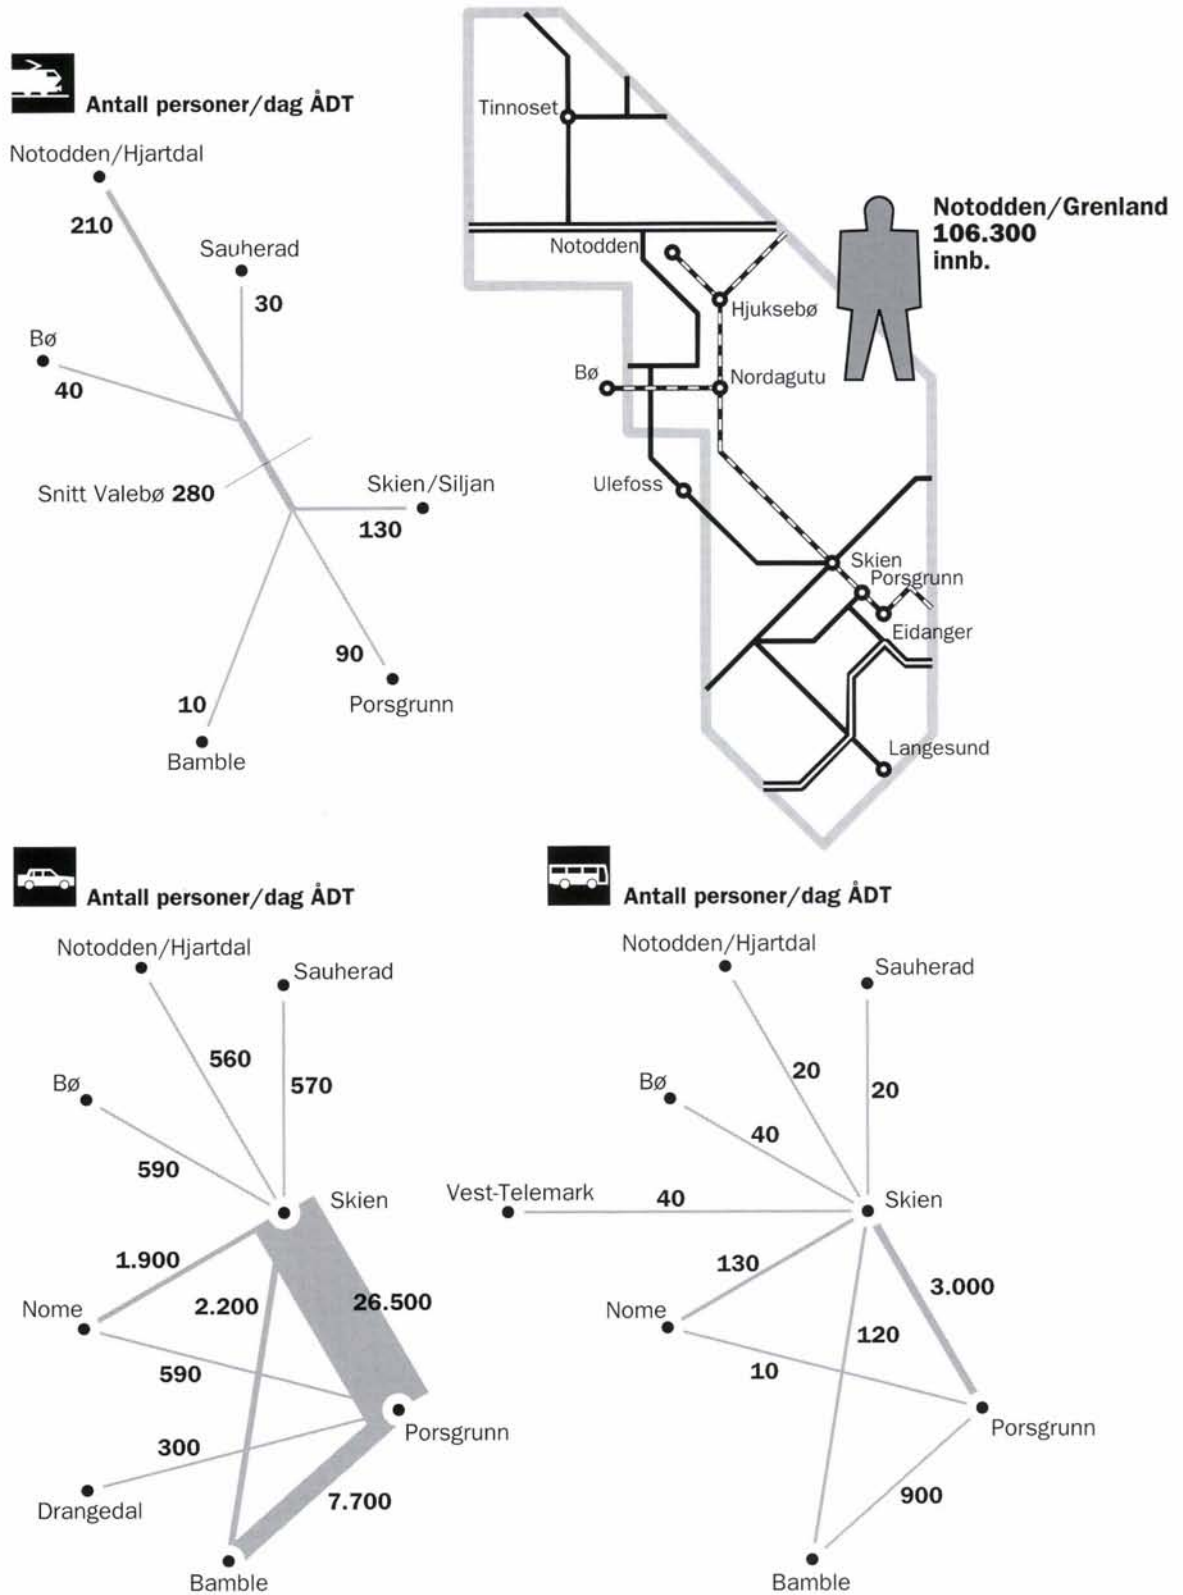 Antall personer/dag ÅDT
Notodden/Hjartdal
210
Sauherad
30
Bø
40
Snitt Valebø 280
Skien/Siljan
130
90
Porsgrunn
10
Bamble
Tinnoset
Notodden
Hjuksebø
Bø
Nordagutu
Ulefoss
Skien
Porsgrunn
Eidanger
Langesund
Notodden/Grenland
106.300
innb.
Antall personer/dag ÅDT
Notodden/Hjartdal
Sauherad
560
570
Bø
590
Skien
1.900
Nome
2.200
26.500
590
Porsgrunn
300
Drangedal
7.700
Bamble
Antall personer/dag ÅDT
Notodden/Hjartdal
Sauherad
20
20
Bø
40
Vest-Telemark
40
Skien
130
3.000
Nome
120
10
Porsgrunn
900
Bamble